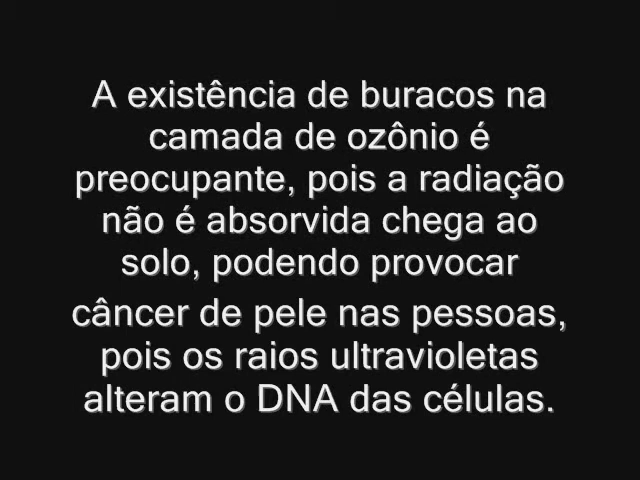 A existência de buracos na
camada de ozônio é
preocupante, pois a radiação
não é absorvida chega ao
solo, podendo provocar
câncer de pele nas pessoas,
pois os raios ultravioletas
alteram o DNA das células.